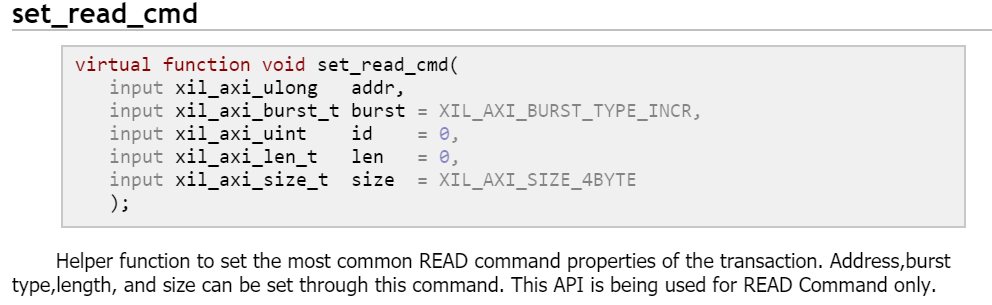 set_read_cmd
virtual function void set_read_cmd(
input xil_axi_ulong addr,
input xil_axi_burst_t burst = XIL_AXI_BURST_TYPE_INCR,
input xil_axi_uint id = 0,
input xil_axi_len_t len = 0,
input xil_axi_size_t size = XIL_AXI_SIZE_4BYTE
);
Helper function to set the most common READ command properties of the transaction. Address,burst
type,length, and size can be set through this command. This API is being used for READ Command only.